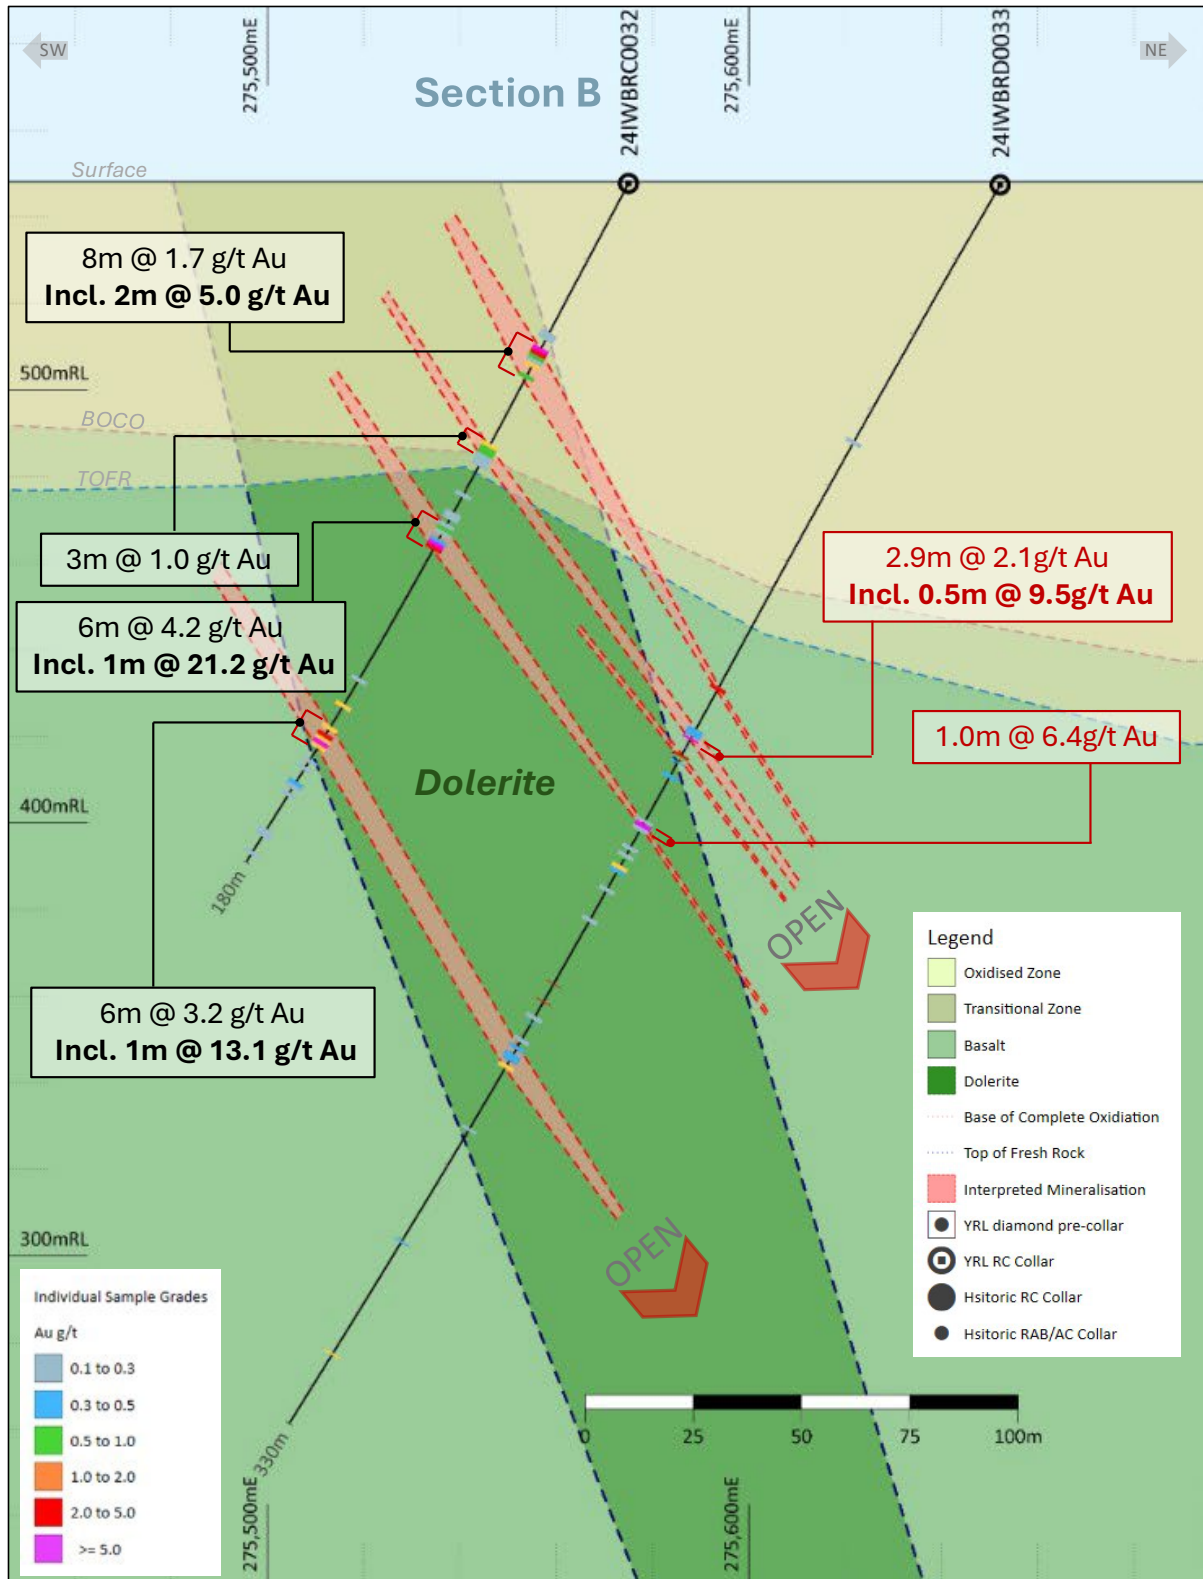 SW
275,500mE
Section B
24IWBRC0032
275,600mE
24IWBRD0033
NE
Surface
8m @ 1.7 g/t Au
Incl. 2m @ 5.0 g/t Au
500mRL
BOCO
TOFR
3m @ 1.0 g/t Au
2.9m @ 2.1g/t Au
Incl. 0.5m @ 9.5g/t Au
6m @ 4.2 g/t Au
Incl. 1m @ 21.2 g/t Au
1.0m @ 6.4g/t Au
Dolerite
400mRL
180m
OPEN
6m @ 3.2 g/t Au
Incl. 1m @ 13.1 g/t Au
Legend
Oxidised Zone
Transitional Zone
Basalt
Dolerite
Base of Complete Oxidiation
Top of Fresh Rock
Interpreted Mineralisation
YRL diamond pre-collar
YRL RC Collar
Hsitoric RC Collar
Hsitoric RAB/AC Collar
300mRL
OPEN
Individual Sample Grades
Au g/t
0.1 to 0.3
0.3 to 0.5
0.5 to 1.0
1.0 to 2.0
2.0 to 5.0
>= 5.0
330m
0 25 50 75 100m
275,500mE
275,600mE